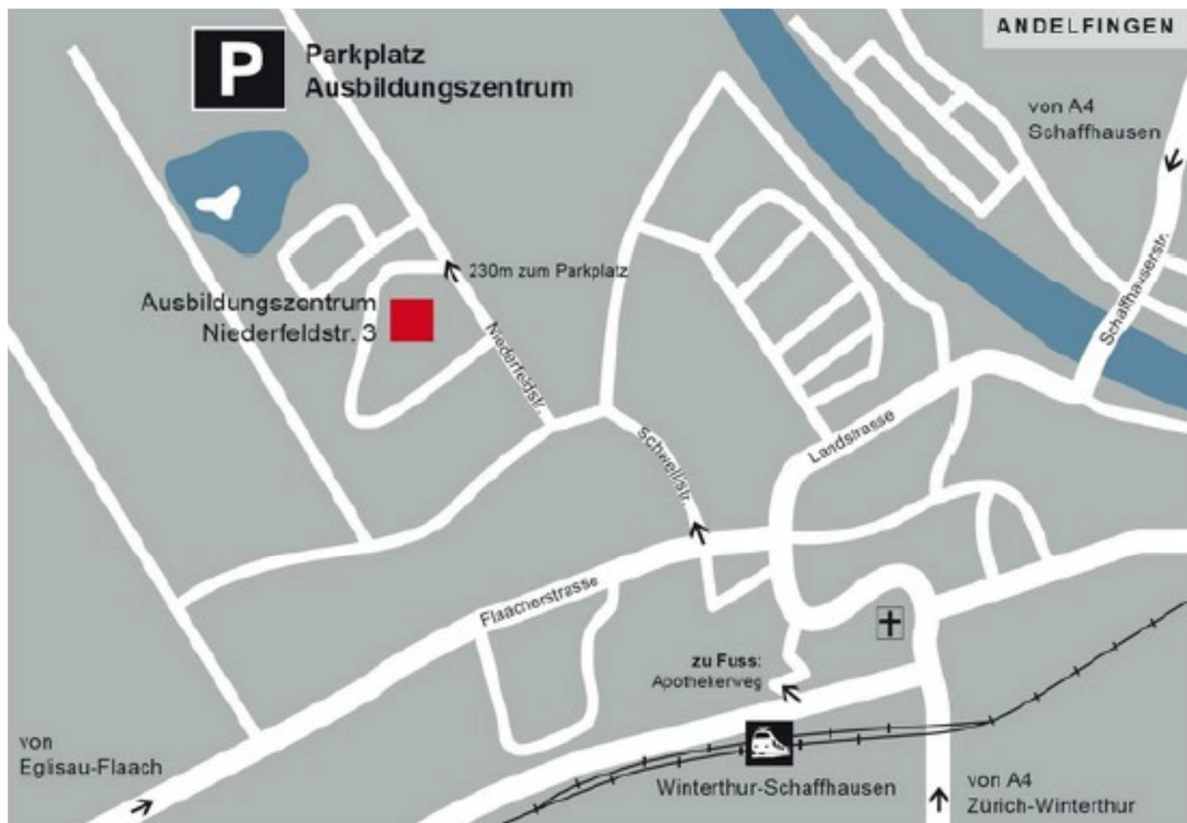 ANDELFINGEN
P
Parkplatz
Ausbildungszentrum
von A4
Schaffhausen
230m zum Parkplatz
Ausbildungszentrum
Niederfeldstr. 3
Niederfeldstr.
Schaffhauserstr.
Landstrasse
Schwellistr.
Flaacherstrasse
zu Fuss:
Apothekerweg
von
Eglisau-Flaach
Winterthur-Schaffhausen
von A4
Zürich-Winterthur